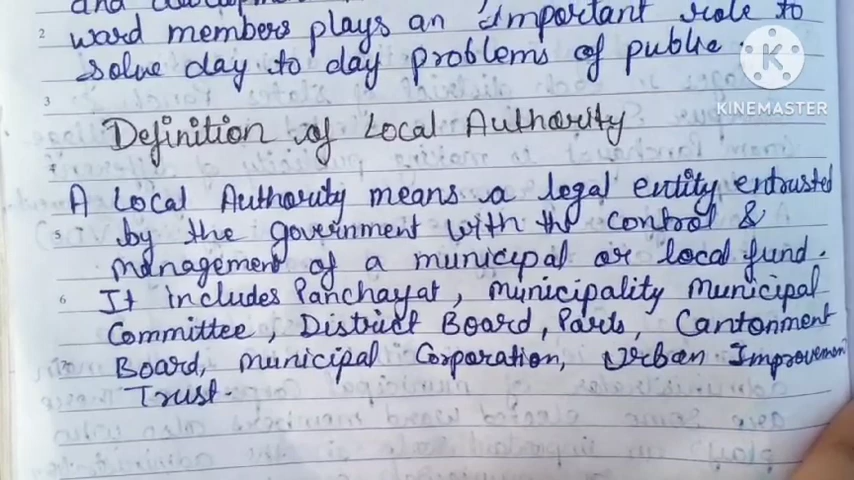 and
ward members plays an important role to
solve day to day problems of public.
KINEMASTER
Definition of Local Authority
A Local Authority means a legal entity entrusted
by the government with the control &
management of a municipal or local fund.
It includes Panchayat, municipality municipal
Committee, District Board, Parts, Cantonment
Board, municipal Corporation, Urban Improvement
Trust.